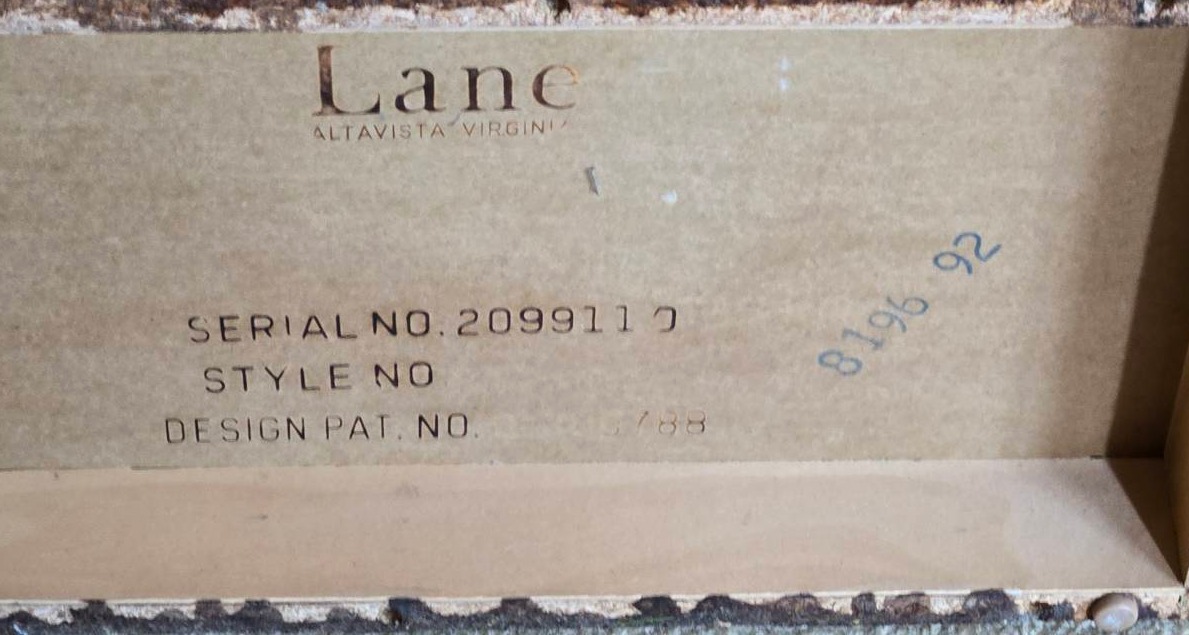 Lane
ALTAVISTA VIRGINIA
SERIAL NO. 2099110
STYLE NO
DESIGN PAT. NO.
8196 92